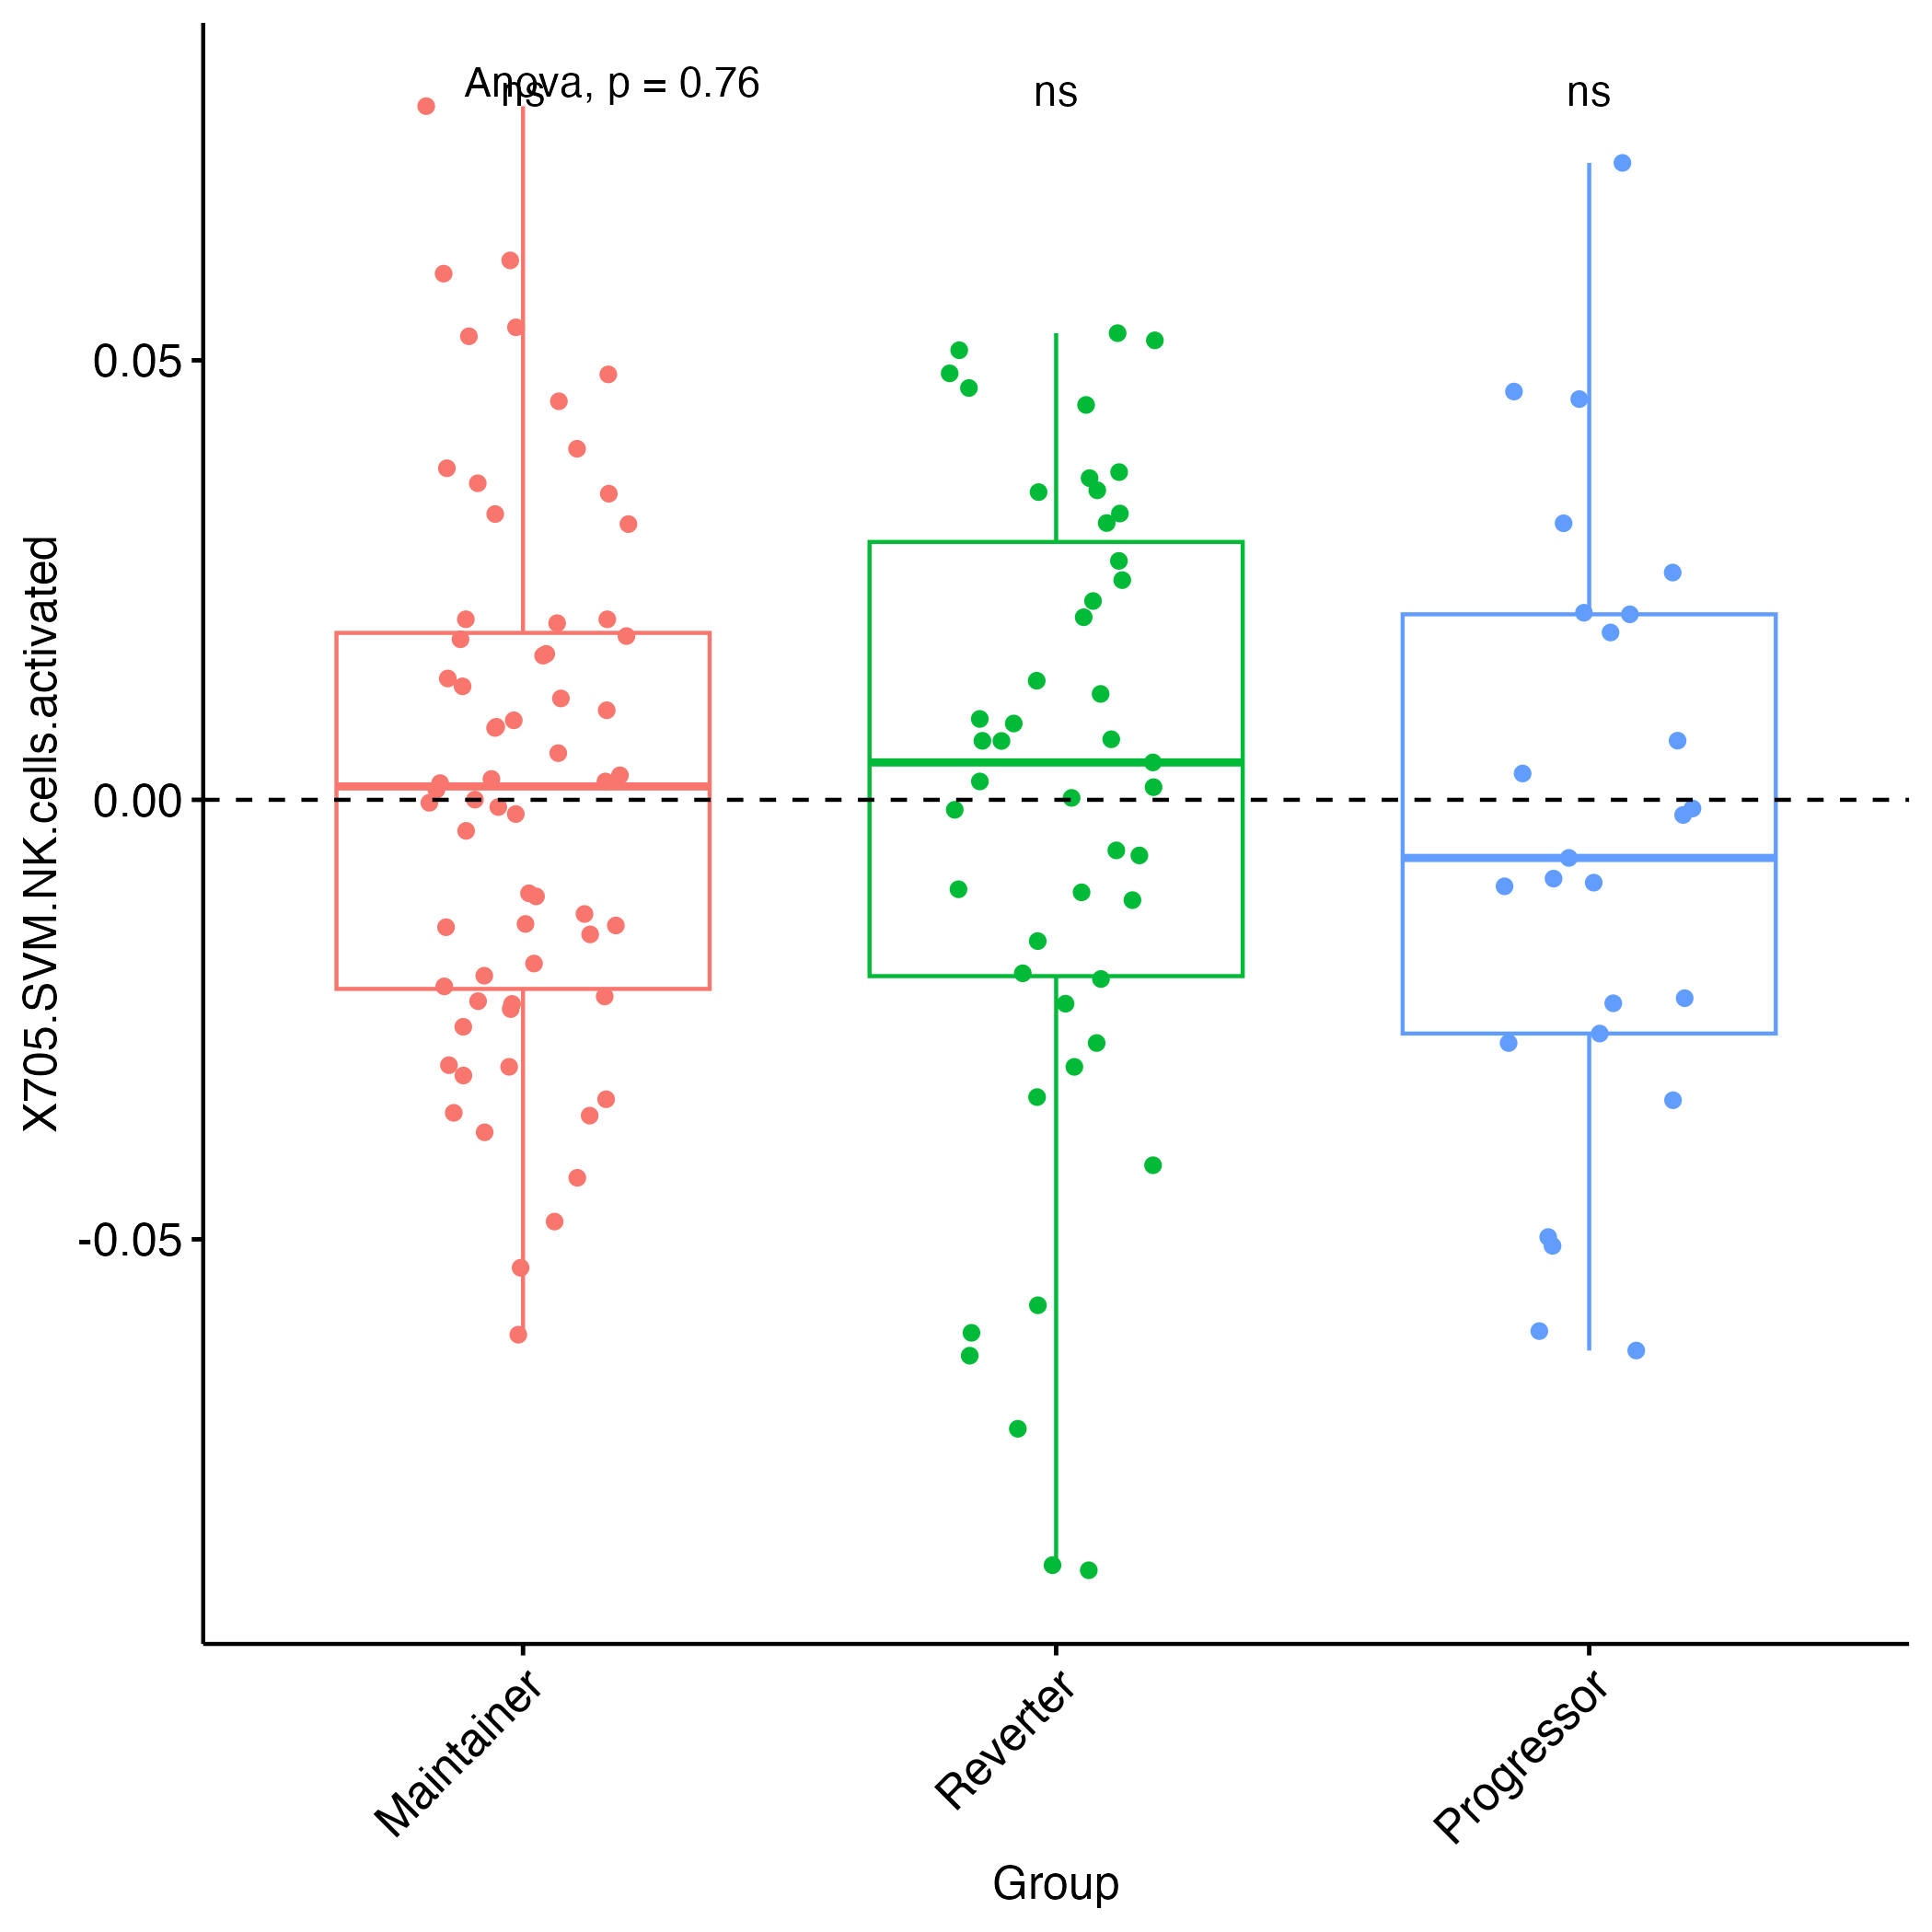 Anova, p = 0.76
ns
ns
ns
X705.SVM.NK.cells.activated
0.05
0.00
-0.05
Maintainer
Reverter
Progressor
Group